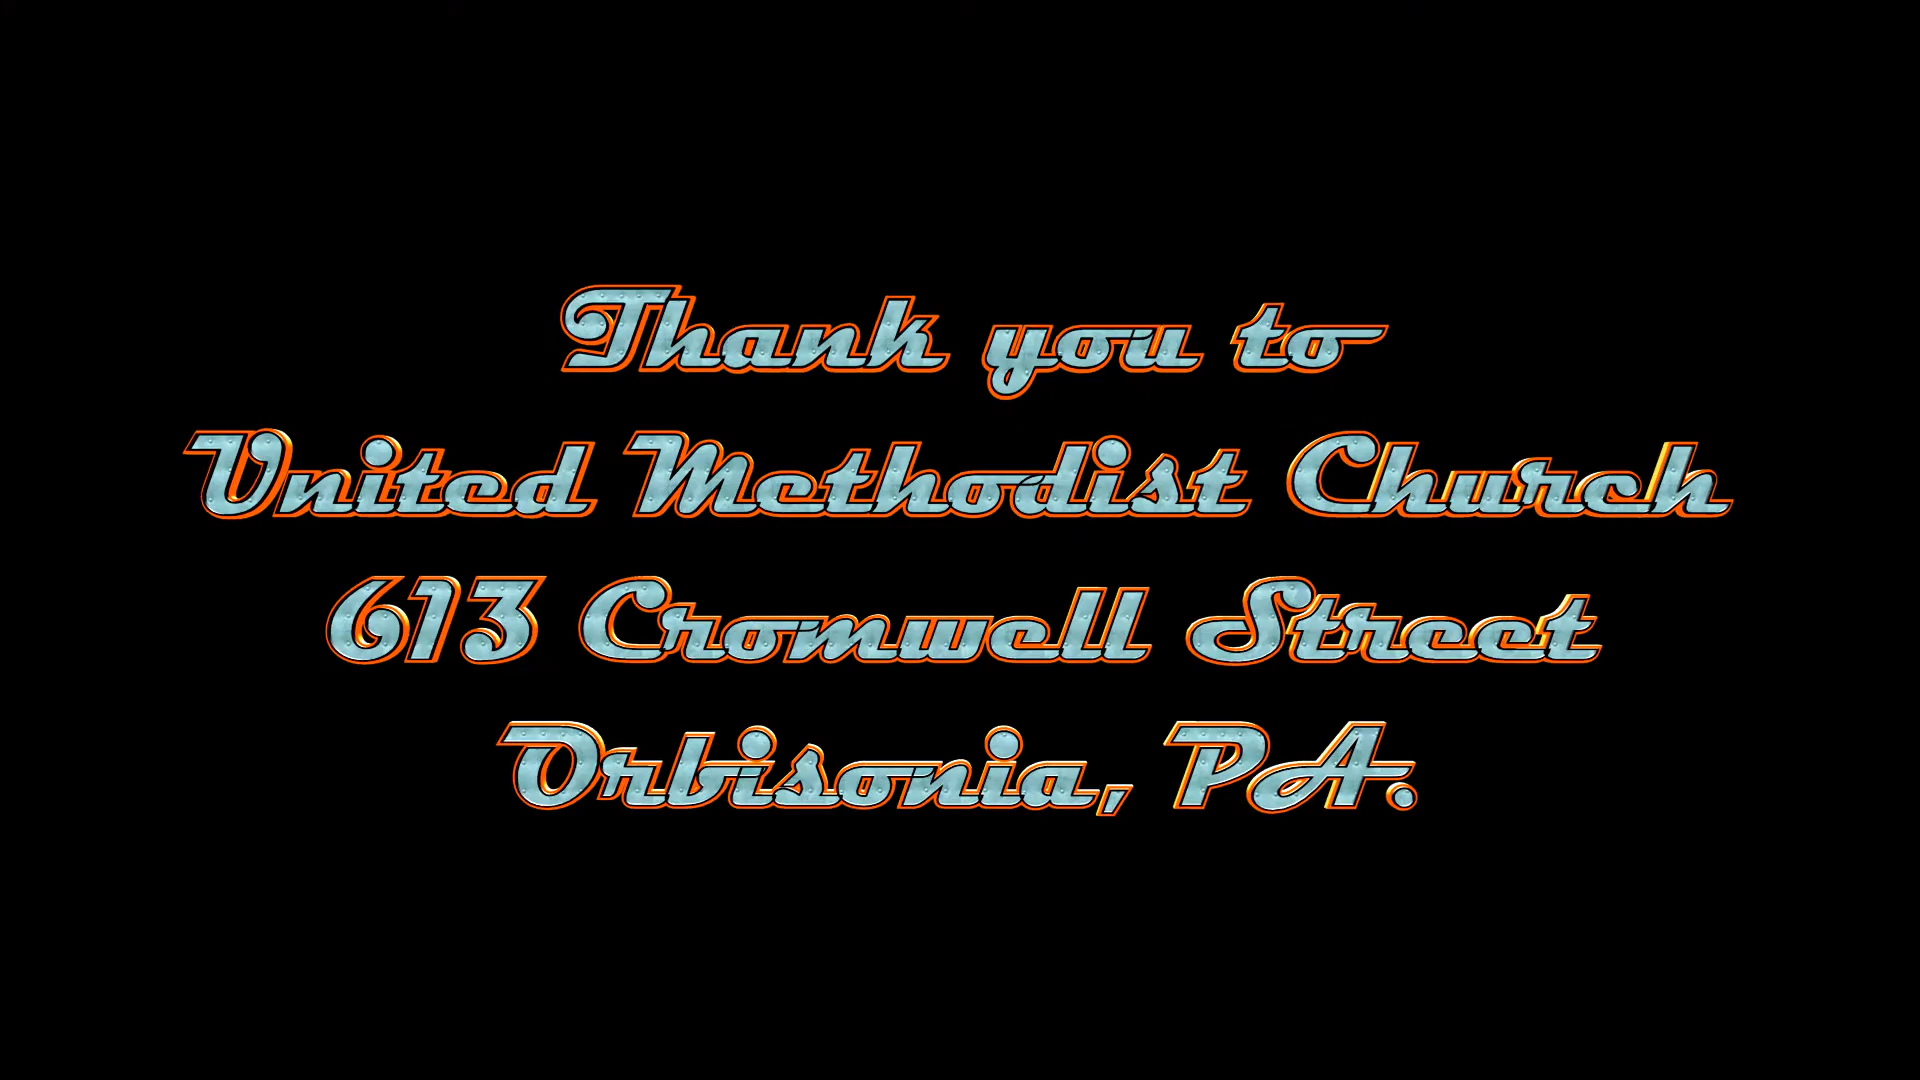 Thank you to
United Methodist Church
613 Cromwell Street
Orbisonia, PA.